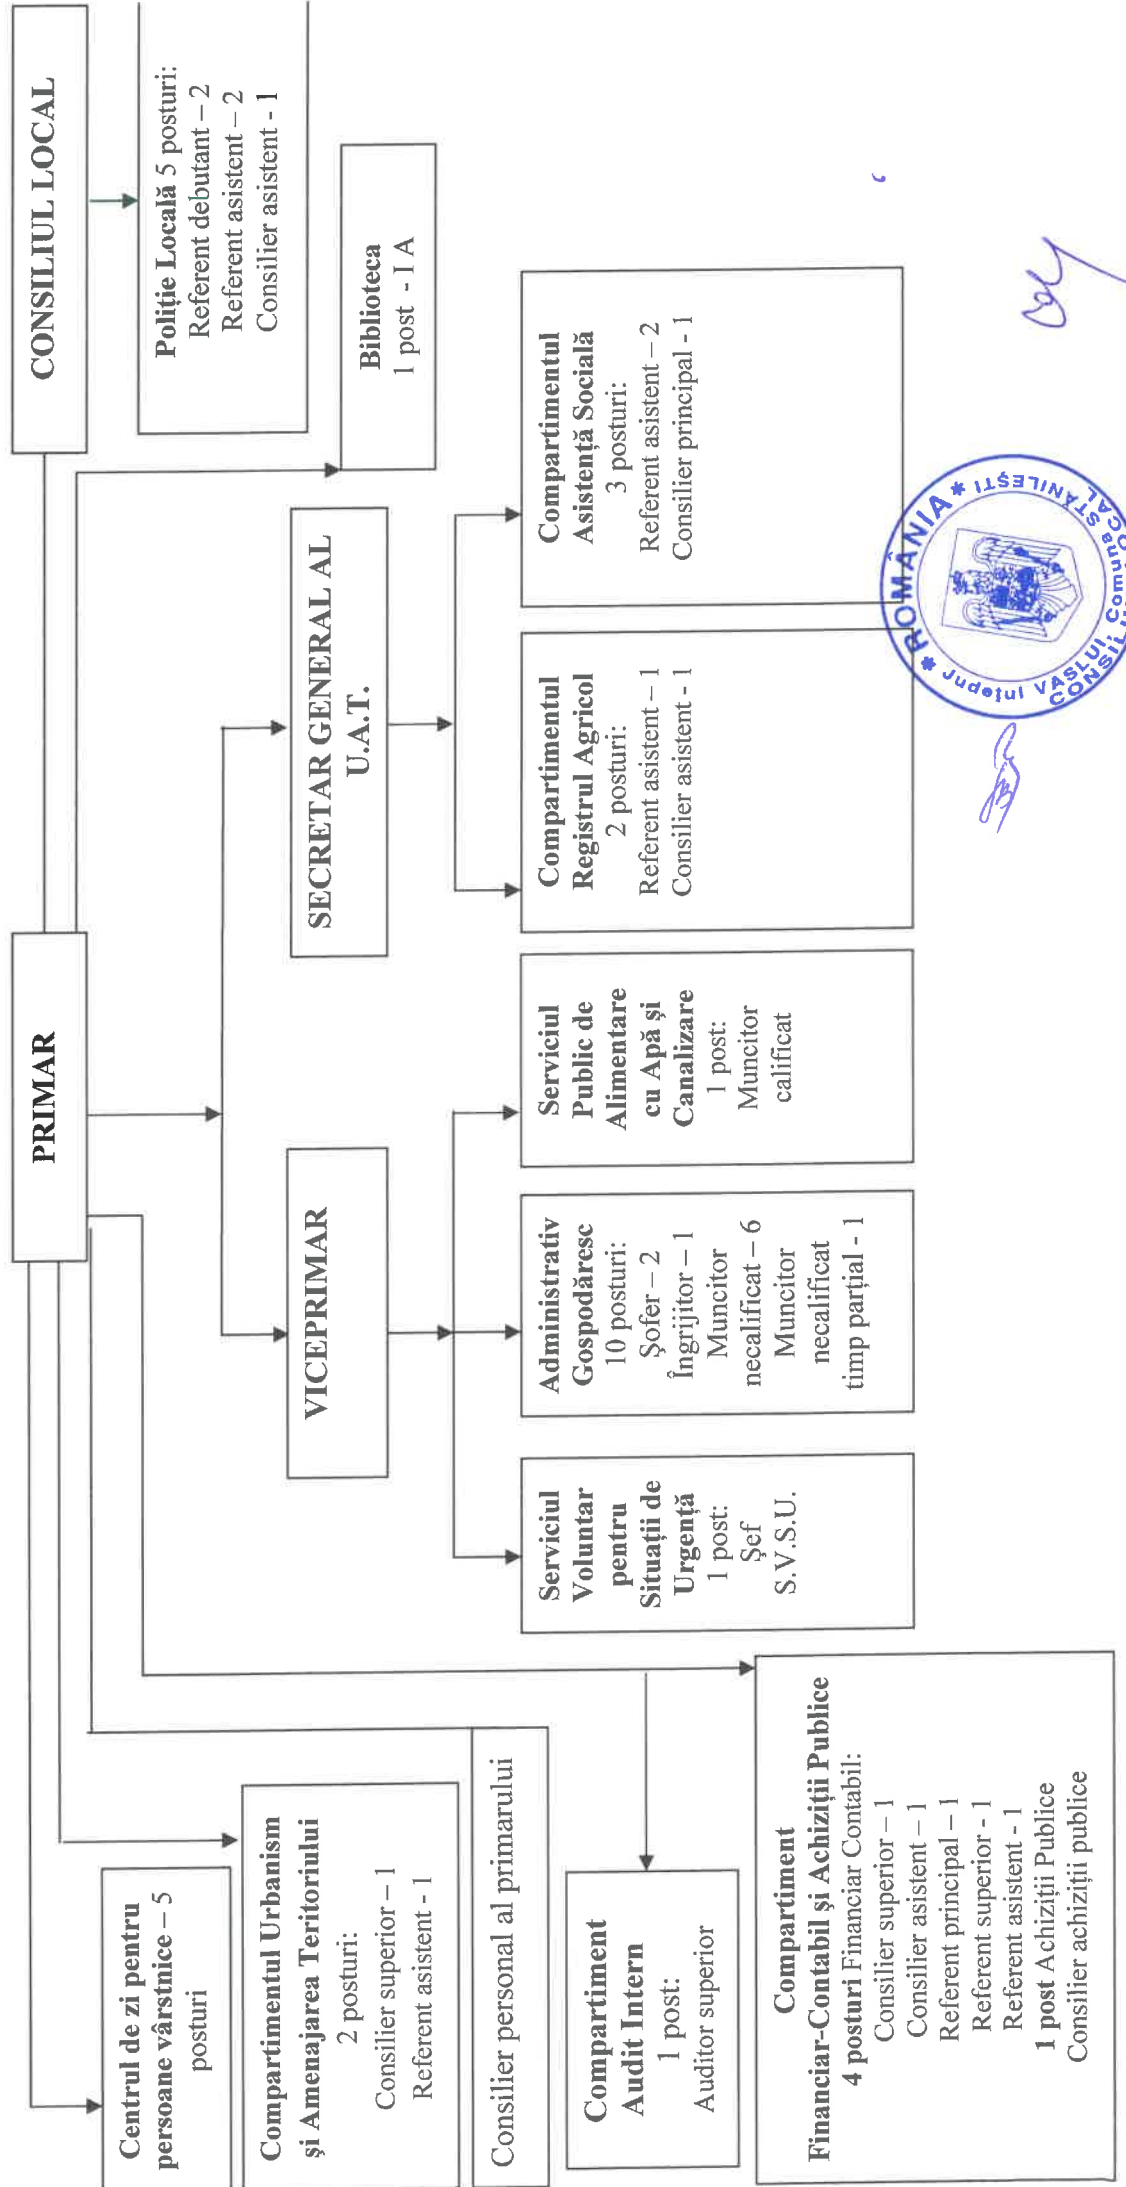 CONSILIUL LOCAL
PRIMAR
Poliție Locală 5 posturi:
Referent debutant – 2
Referent asistent – 2
Consilier asistent - 1
Biblioteca
1 post - I A
SECRETAR GENERAL AL
U.A.T.
VICEPRIMAR
Compartimentul
Asistență Socială
3 posturi:
Referent asistent – 2
Consilier principal - 1
Compartimentul
Registrul Agricol
2 posturi:
Referent asistent – 1
Consilier asistent - 1
Serviciul
Public de
Alimentare
cu Apă și
Canalizare
1 post:
Muncitor
calificat
Administrativ
Gospodăresc
10 posturi:
Șofer – 2
Îngrijitor – 1
Muncitor
necalificat – 6
Muncitor
necalificat
timp parțial - 1
Serviciul
Voluntar
pentru
Situații de
Urgență
1 post:
Șef
S.V.S.U.
Centrul de zi pentru
persoane vârstnice – 5
posturi
Compartimentul Urbanism
și Amenajarea Teritoriului
2 posturi:
Consilier superior – 1
Referent asistent - 1
Consilier personal al primarului
Compartiment
Audit Intern
1 post:
Auditor superior
Compartiment
Financiar-Contabil și Achiziții Publice
4 posturi Financiar Contabil:
Consilier superior – 1
Consilier asistent – 1
Referent principal – 1
Referent superior - 1
Referent asistent - 1
1 post Achiziții Publice
Consilier achiziții publice
* ROMÂNIA *
Județul VASLUI, Comuna STĂNILEȘTI